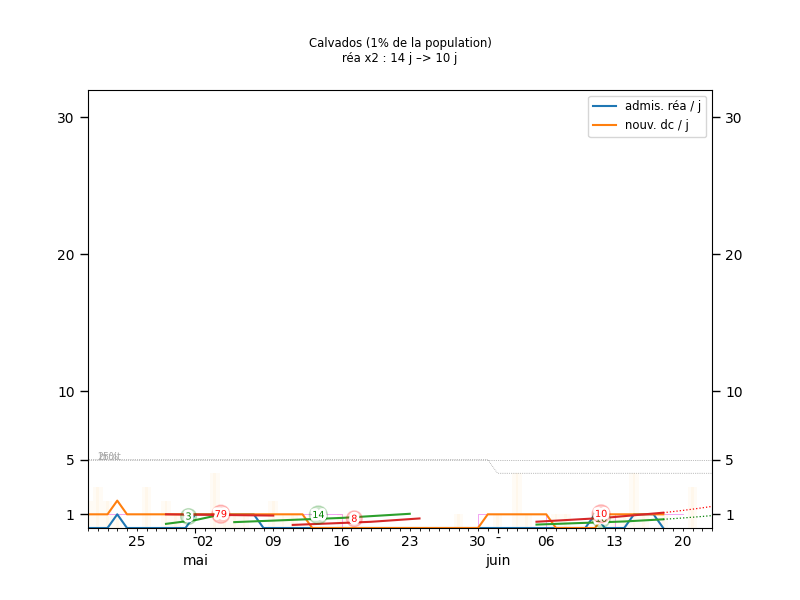 Calvados (1% de la population)
réa x2 : 14 j –> 10 j
admis. réa / j
nouv. dc / j
30 30
20 20
10 10
5 5
1 1
3 79 14 8 10
25 02 09 16 23 30 06 13 20
mai juin